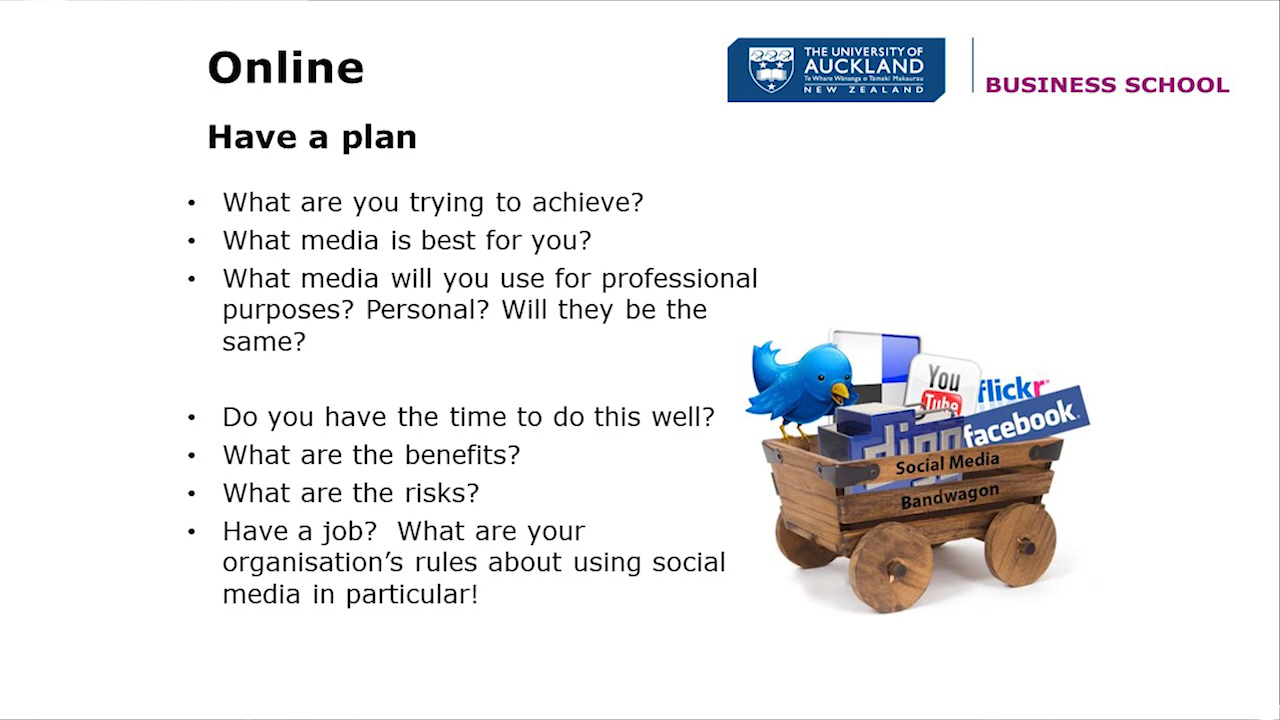 Online
THE UNIVERSITY OF
AUCKLAND
Te Whare Wānanga o Tāmaki Makaurau
NEW ZEALAND
BUSINESS SCHOOL
Have a plan
• What are you trying to achieve?
• What media is best for you?
• What media will you use for professional
purposes? Personal? Will they be the
same?
• Do you have the time to do this well?
• What are the benefits?
• What are the risks?
• Have a job?  What are your
organisation’s rules about using social
media in particular!
You
Tube
flickr
digg
facebook
Social Media
Bandwagon